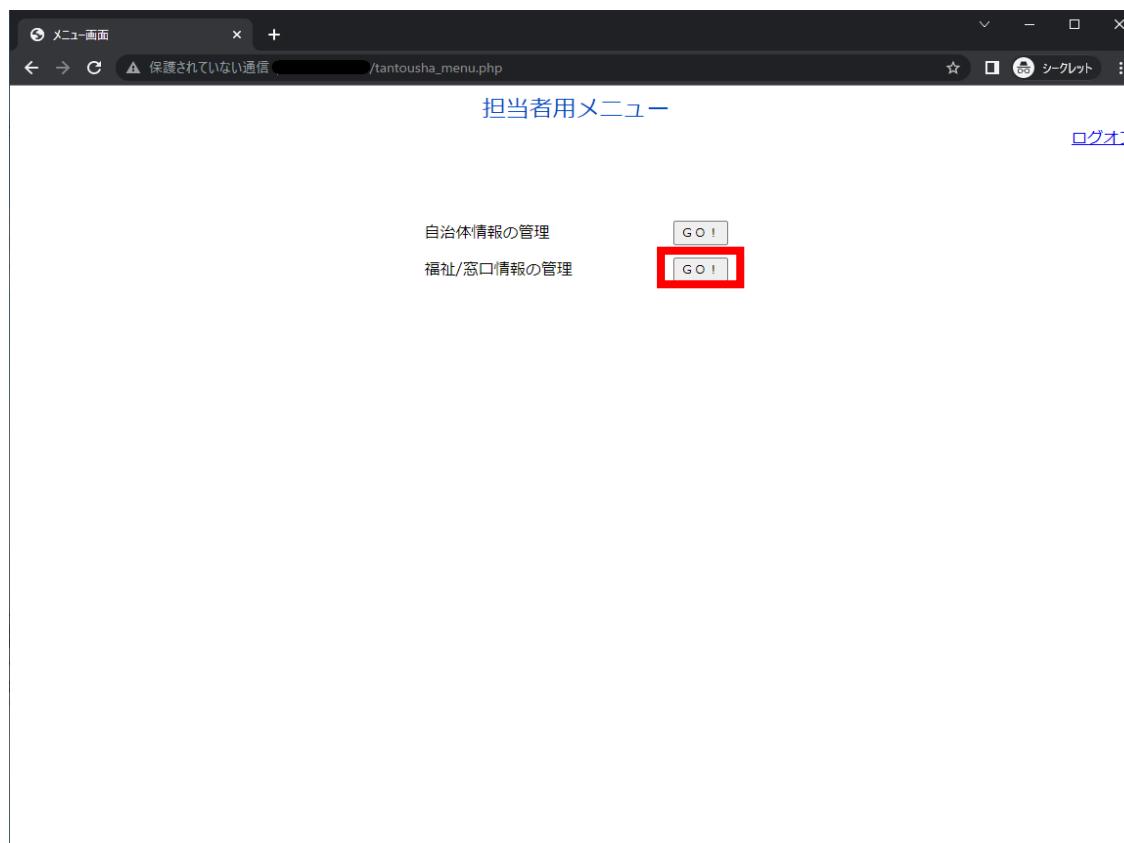 メニュー画面
保護されていない通信 /tantousha_menu.php
シークレット
担当者用メニュー
ログオ
自治体情報の管理 ＧＯ！
福祉/窓口情報の管理 ＧＯ！